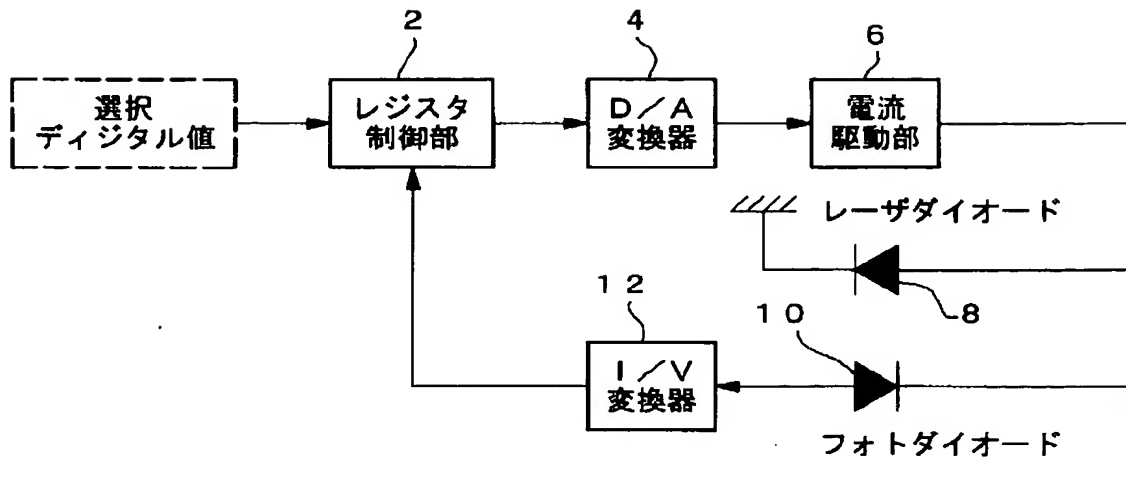 2
4
6
選択
ディジタル値
レジスタ
制御部
D/A
変換器
電流
駆動部
レーザダイオード
8
12
10
I/V
変換器
フォトダイオード